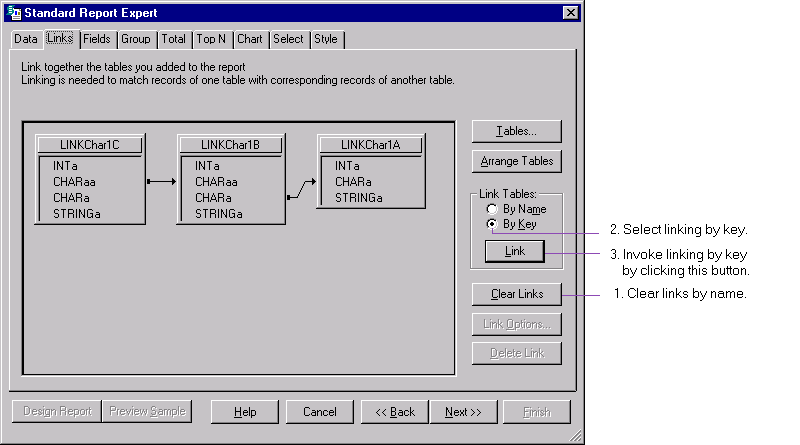 Standard Report Expert
Data Links Fields Group Total Top N Chart Select Style
Link together the tables you added to the report
Linking is needed to match records of one table with corresponding records of another table.
LINKChar1C
INTa
CHARaa
CHARa
STRINGa
LINKChar1B
INTa
CHARaa
CHARa
STRINGa
LINKChar1A
INTa
CHARa
STRINGa
Tables...
Arrange Tables
Link Tables:
By Name
By Key
Link
Clear Links
Link Options...
Delete Link
2. Select linking by key.
3. Invoke linking by key
by clicking this button.
1. Clear links by name.
Design Report Preview Sample Help Cancel << Back Next >> Finish